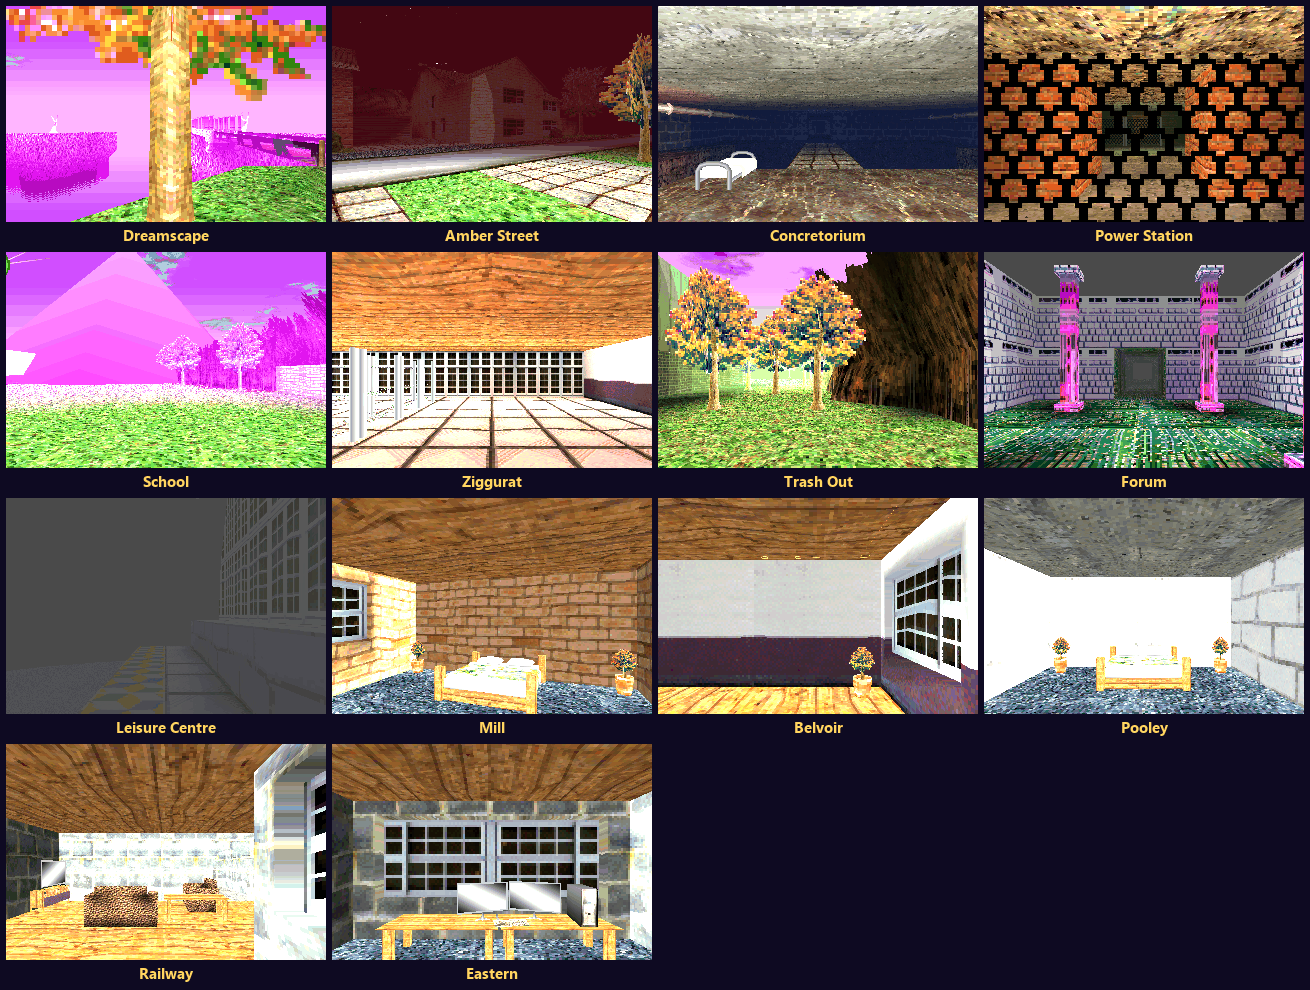 Dreamscape
Amber Street
Concretorium
Power Station
School
Ziggurat
Trash Out
Forum
Leisure Centre
Mill
Belvoir
Pooley
Railway
Eastern